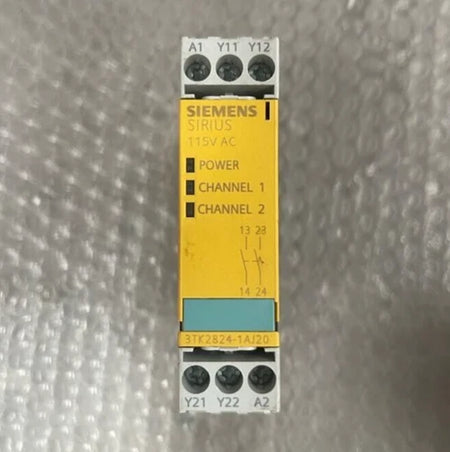 A1 Y11 Y12
SIEMENS
SIRIUS
115V AC
POWER
CHANNEL 1
CHANNEL 2
13 23
14 24
3TK2824-1AJ20
Y21 Y22 A2